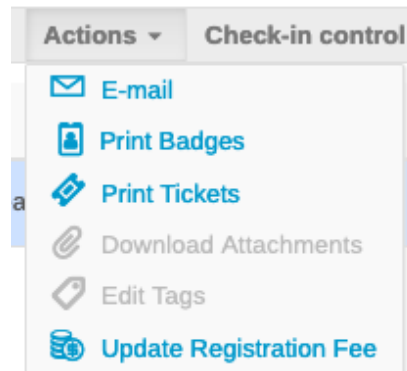 Actions Check-in control
E-mail
Print Badges
a
Print Tickets
Download Attachments
Edit Tags
Update Registration Fee